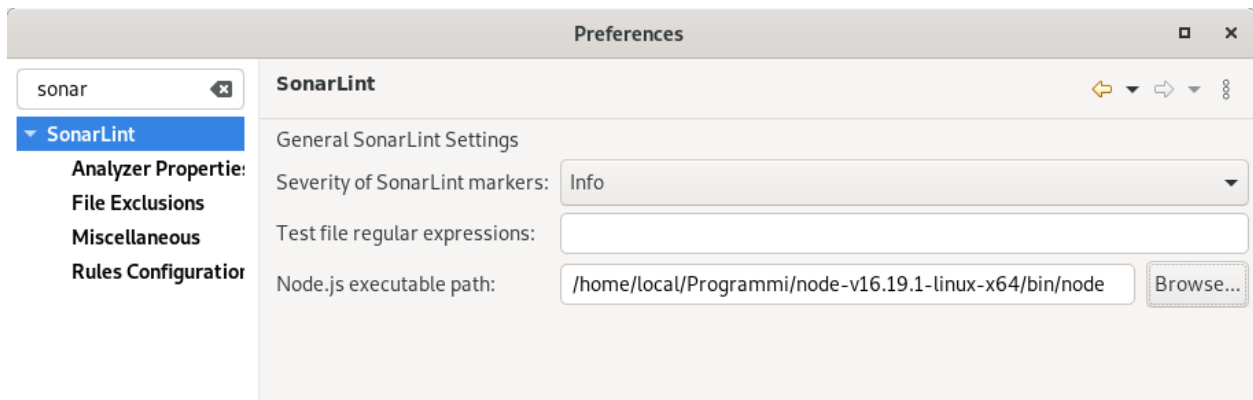 Preferences
sonar
SonarLint
Analyzer Properties
File Exclusions
Miscellaneous
Rules Configuration
SonarLint
General SonarLint Settings
Severity of SonarLint markers: Info
Test file regular expressions:
Node.js executable path: /home/local/Programmi/node-v16.19.1-linux-x64/bin/node Browse...